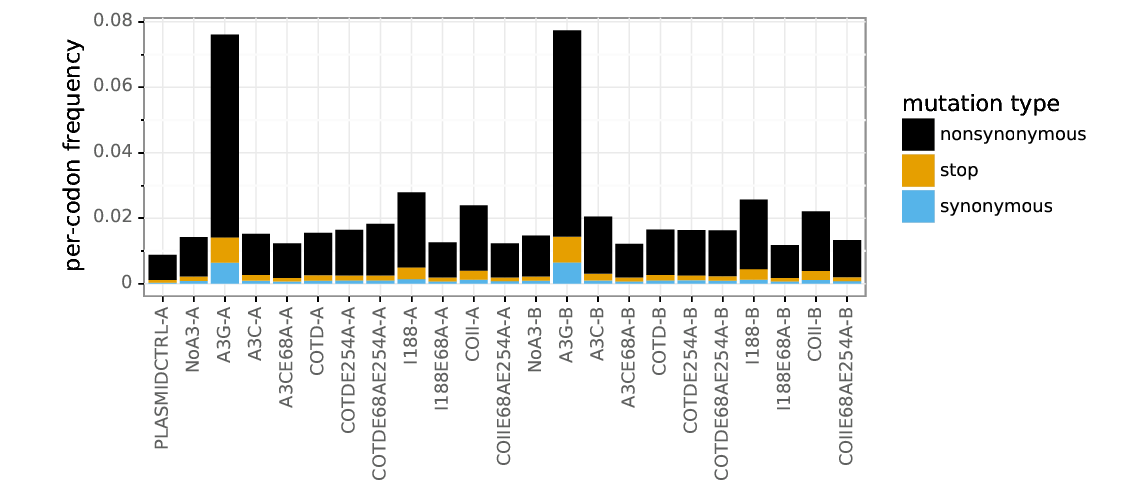 per-codon frequency
0.08
0.06
0.04
0.02
0
PLASMIDCTRL-A
NoA3-A
A3G-A
A3C-A
A3CE68A-A
COTD-A
COTDE254A-A
COTDE68AE254A-A
I188-A
I188E68A-A
COII-A
COIIE68AE254A-A
NoA3-B
A3G-B
A3C-B
A3CE68A-B
COTD-B
COTDE254A-B
COTDE68AE254A-B
I188-B
I188E68A-B
COII-B
COIIE68AE254A-B
mutation type
nonsynonymous
stop
synonymous